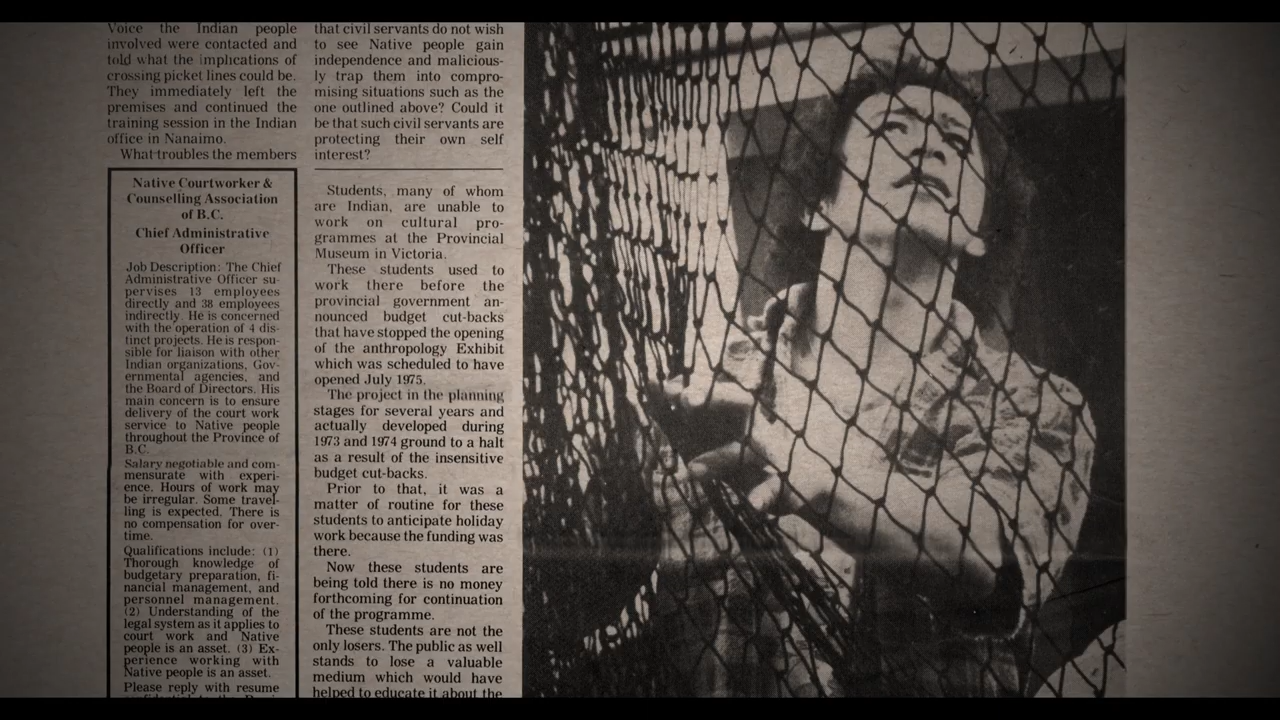 Voice the Indian people
involved were contacted and
told what the implications of
crossing picket lines could be.
They immediately left the
premises and continued the
training session in the Indian
office in Nanaimo.
What troubles the members
Native Courtworker &
Counselling Association
of B.C.
Chief Administrative
Officer
Job Description: The Chief
Administrative Officer su-
pervises 13 employees
directly and 38 employees
indirectly. He is concerned
with the operation of 4 dis-
tinct projects. He is respon-
sible for liaison with other
Indian organizations, Gov-
ernmental agencies, and
the Board of Directors. His
main concern is to ensure
delivery of the court work
service to Native people
throughout the Province of
B.C.
Salary negotiable and com-
mensurate with experi-
ence. Hours of work may
be irregular. Some travel-
ling is expected. There is
no compensation for over-
time.
Qualifications include: (1)
Thorough knowledge of
budgetary preparation, fi-
nancial management, and
personnel management.
(2) Understanding of the
legal system as it applies to
court work and Native
people is an asset. (3) Ex-
perience working with
Native people is an asset.
Please reply with resume
that civil servants do not wish
to see Native people gain
independence and malicious-
ly trap them into compro-
mising situations such as the
one outlined above? Could it
be that such civil servants are
protecting their own self
interest?
Students, many of whom
are Indian, are unable to
work on cultural pro-
grammes at the Provincial
Museum in Victoria.
These students used to
work there before the
provincial government an-
nounced budget cut-backs
that have stopped the opening
of the anthropology Exhibit
which was scheduled to have
opened July 1975.
The project in the planning
stages for several years and
actually developed during
1973 and 1974 ground to a halt
as a result of the insensitive
budget cut-backs.
Prior to that, it was a
matter of routine for these
students to anticipate holiday
work because the funding was
there.
Now these students are
being told there is no money
forthcoming for continuation
of the programme.
These students are not the
only losers. The public as well
stands to lose a valuable
medium which would have
helped to educate it about the